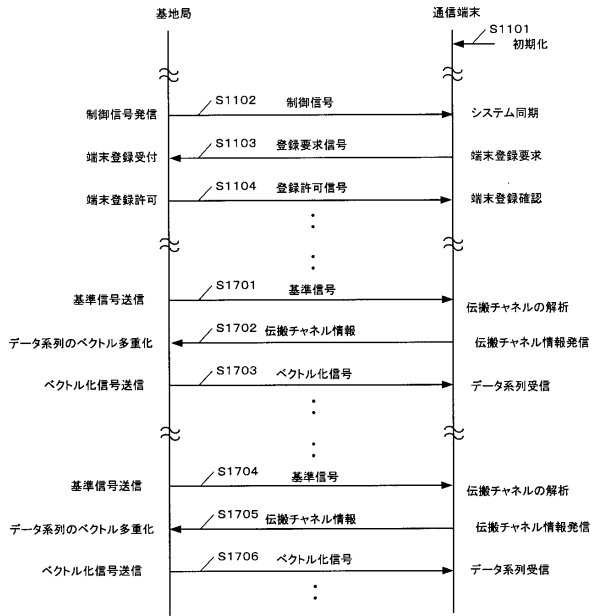 基地局
通信端末
S1101
初期化
S1102
制御信号
制御信号発信
システム同期
S1103
登録要求信号
端末登録受付
端末登録要求
S1104
登録許可信号
端末登録許可
端末登録確認
S1701
基準信号
基準信号送信
伝搬チャネルの解析
S1702
伝搬チャネル情報
データ系列のベクトル多重化
伝搬チャネル情報発信
S1703
ベクトル化信号
ベクトル化信号送信
データ系列受信
S1704
基準信号
基準信号送信
伝搬チャネルの解析
S1705
伝搬チャネル情報
データ系列のベクトル多重化
伝搬チャネル情報発信
S1706
ベクトル化信号
ベクトル化信号送信
データ系列受信